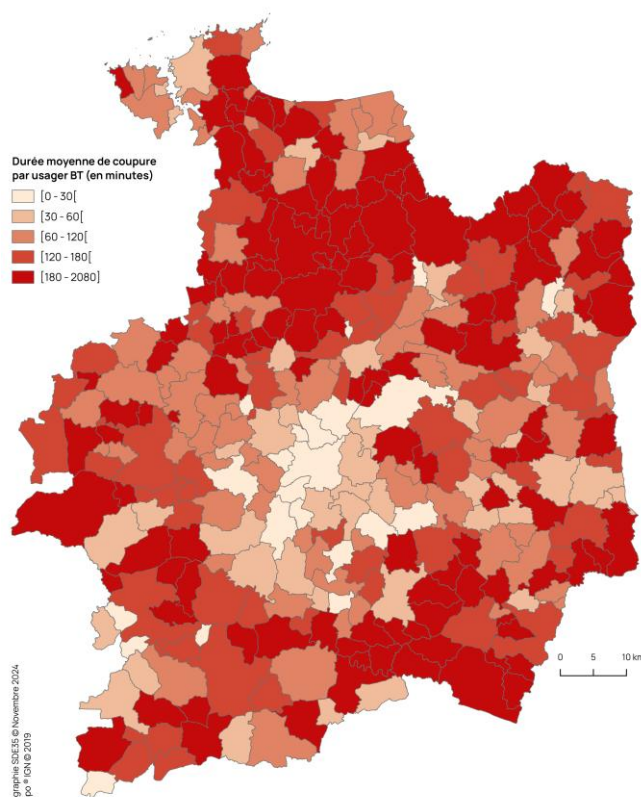 Durée moyenne de coupure
par usager BT (en minutes)
[0 - 30[
[30 - 60[
[60 - 120[
[120 - 180[
[180 - 2080]
0 5 10 km
graphie SDE35 © Novembre 2024
po ® IGN © 2019